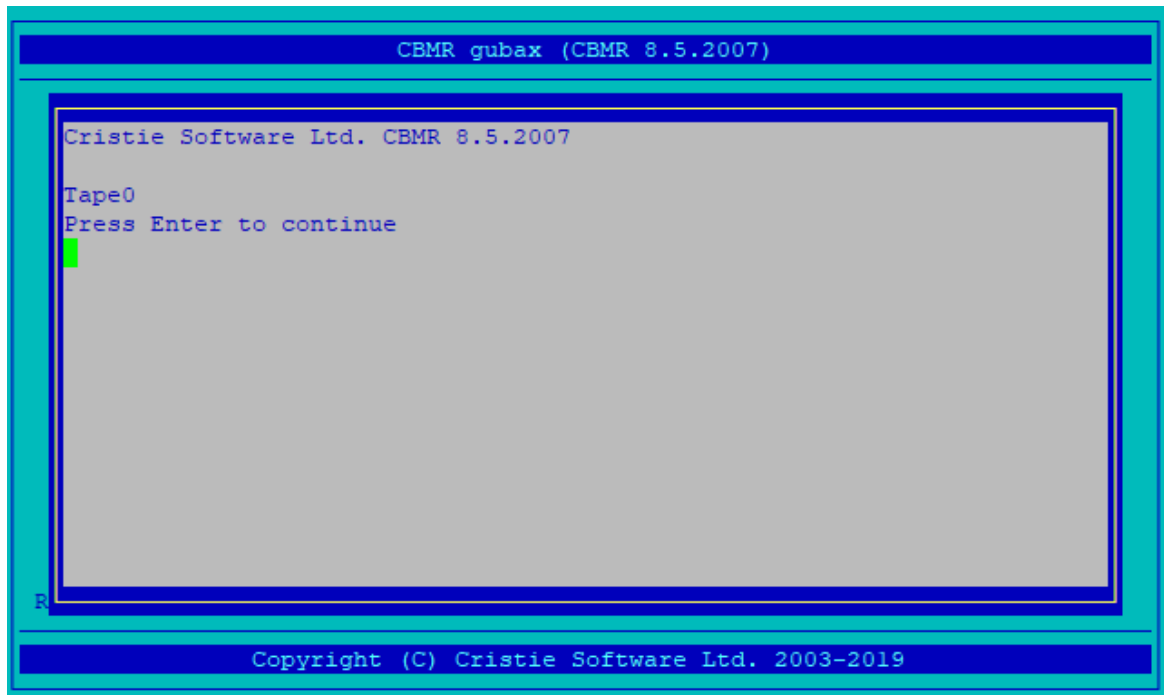 CBMR gubax (CBMR 8.5.2007)
Cristie Software Ltd. CBMR 8.5.2007
Tape0
Press Enter to continue
R
Copyright (C) Cristie Software Ltd. 2003-2019